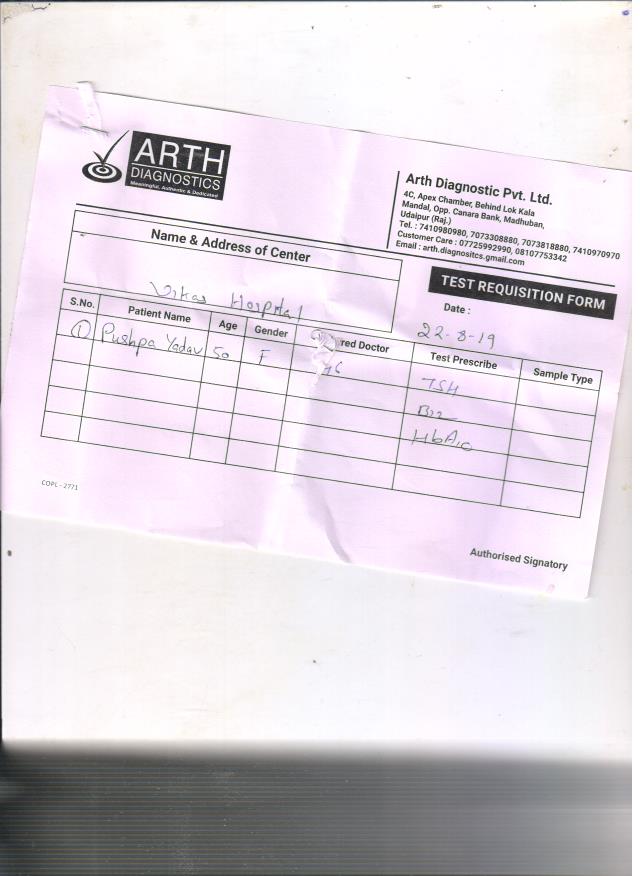 ARTH
DIAGNOSTICS
Meaningful, Authentic & Dedicated
Arth Diagnostic Pvt. Ltd.
4C, Apex Chamber, Behind Lok Kala
Mandal, Opp. Canara Bank, Madhuban,
Udaipur (Raj.)
Tel. : 7410980980, 7073308880, 7073818880, 7410970970
Customer Care : 07725992990, 08107753342
Email : arth.diagnositcs.gmail.com
Name & Address of Center
Vikas Hospital
TEST REQUISITION FORM
Date :
22-8-19
S.No. Patient Name Age Gender red Doctor Test Prescribe Sample Type
1 Pushpa Yadav 50 F TSH
B12
HbA1c
COPL - 2771
Authorised Signatory